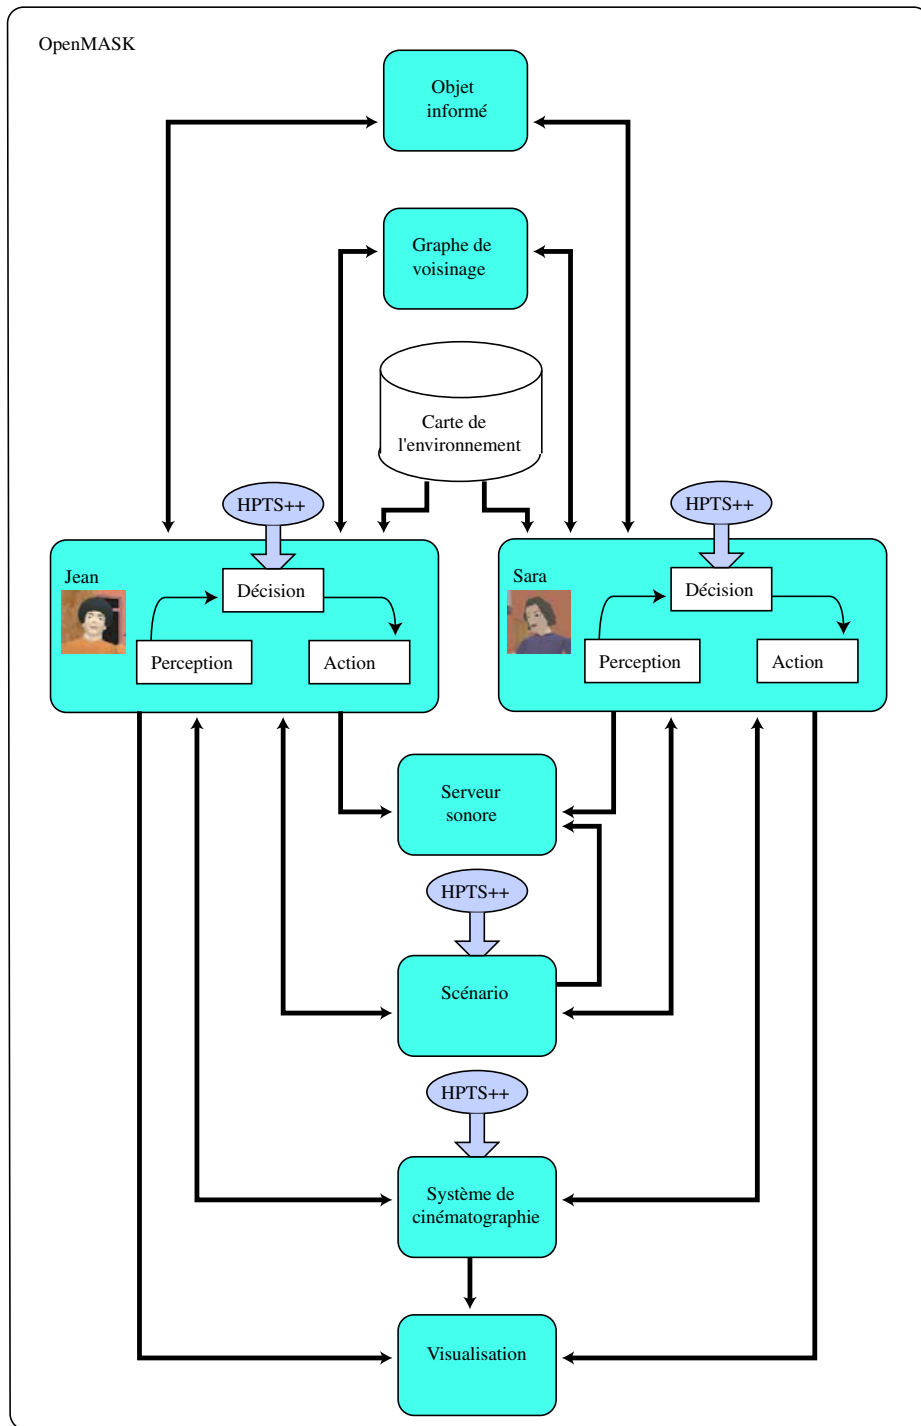 OpenMASK
Objet
informé
Graphe de
voisinage
Carte de
l'environnement
HPTS++
HPTS++
Jean
Décision
Perception
Action
Sara
Décision
Perception
Action
Serveur
sonore
HPTS++
Scénario
HPTS++
Système de
cinématographie
Visualisation